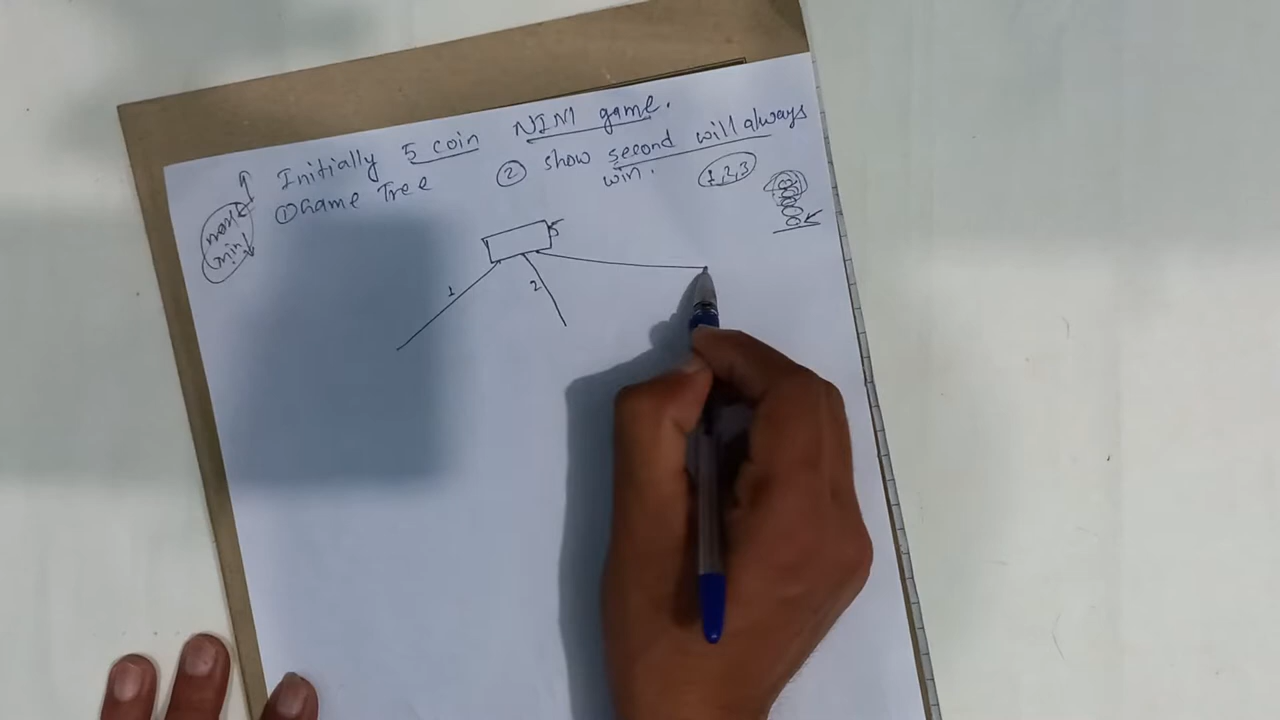 Initially 5 coin NIM game.
① Game Tree
② show second will always
win.
1,2,3
max
min
5
1
2